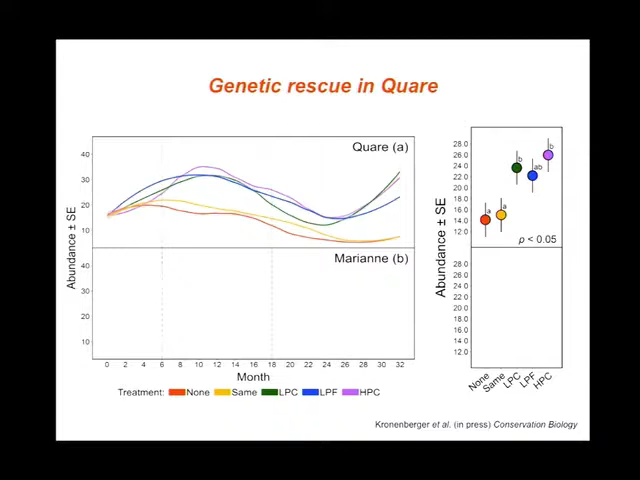 Genetic rescue in Quare
Quare (a)
40
30
20
10
Marianne (b)
40
30
20
10
Abundance ± SE
0 2 4 6 8 10 12 14 16 18 20 22 24 26 28 30 32
Month
Treatment: None Same LPC LPF HPC
28.0
26.0
24.0
22.0
20.0
18.0
16.0
14.0
12.0
a a b ab b
p < 0.05
28.0
26.0
24.0
22.0
20.0
18.0
16.0
14.0
12.0
Abundance ± SE
None Same LPC LPF HPC
Kronenberger et al. (in press) Conservation Biology